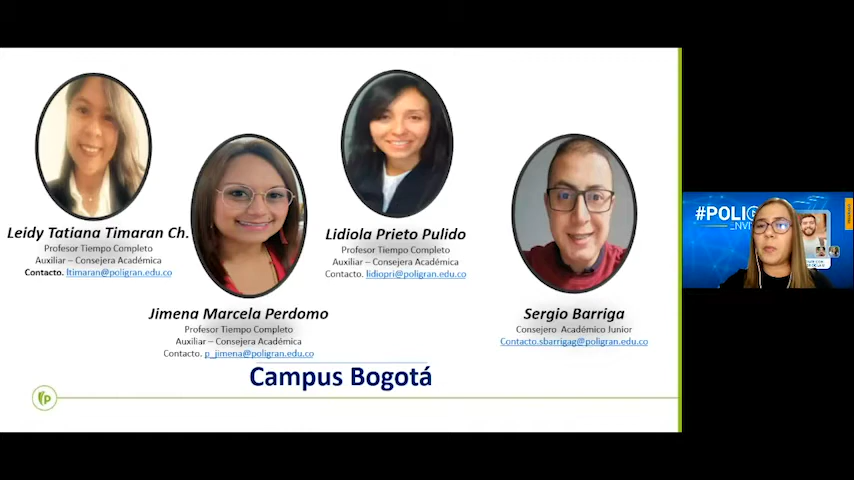 Leidy Tatiana Timaran Ch.
Profesor Tiempo Completo
Auxiliar – Consejera Académica
Contacto. ltimaran@poligran.edu.co
Jimena Marcela Perdomo
Profesor Tiempo Completo
Auxiliar – Consejera Académica
Contacto. p_jimena@poligran.edu.co
Lidiola Prieto Pulido
Profesor Tiempo Completo
Auxiliar – Consejera Académica
Contacto. lidiopri@poligran.edu.co
Sergio Barriga
Consejero Académico Junior
Contacto.sbarrigag@poligran.edu.co
Campus Bogotá
#POLIG
ENVIV